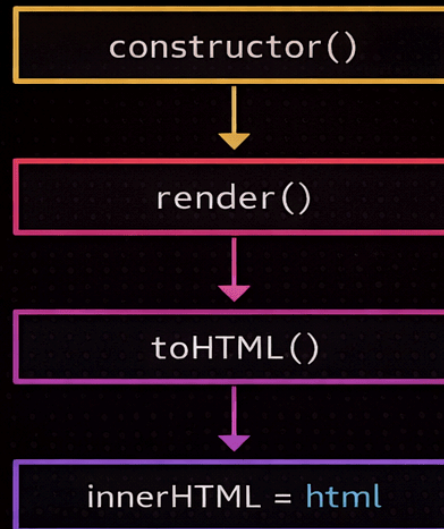 constructor()
render()
toHTML()
innerHTML = html